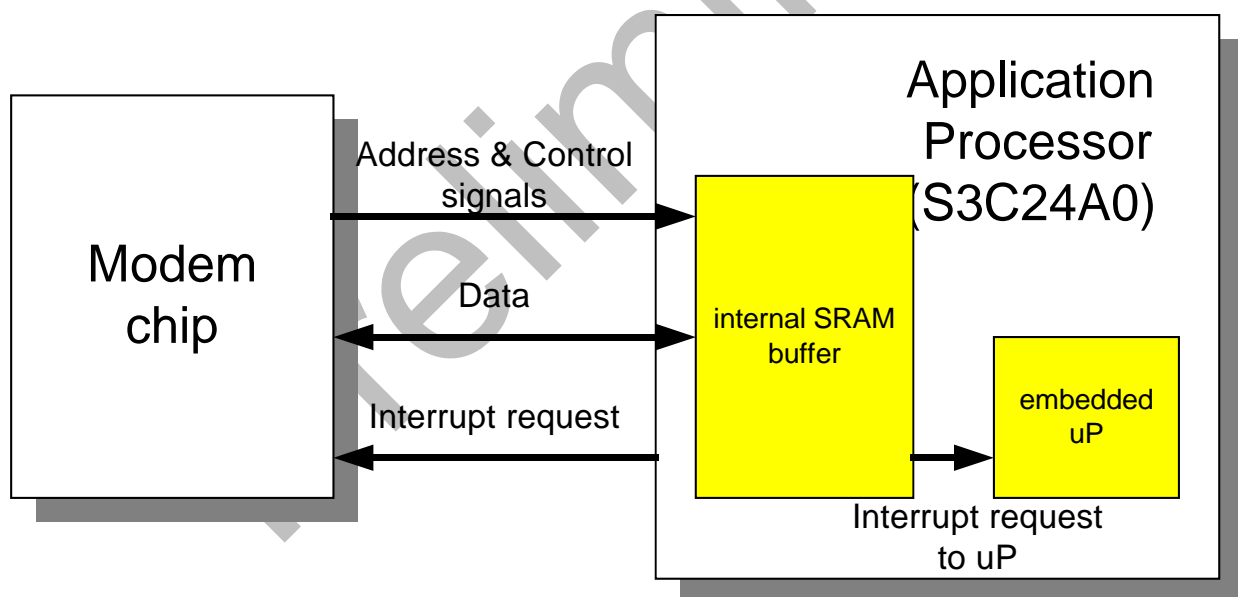 Application
Processor
(S3C24A0)
Modem
chip
Address & Control
signals
Data
Interrupt request
internal SRAM
buffer
embedded
uP
Interrupt request
to uP